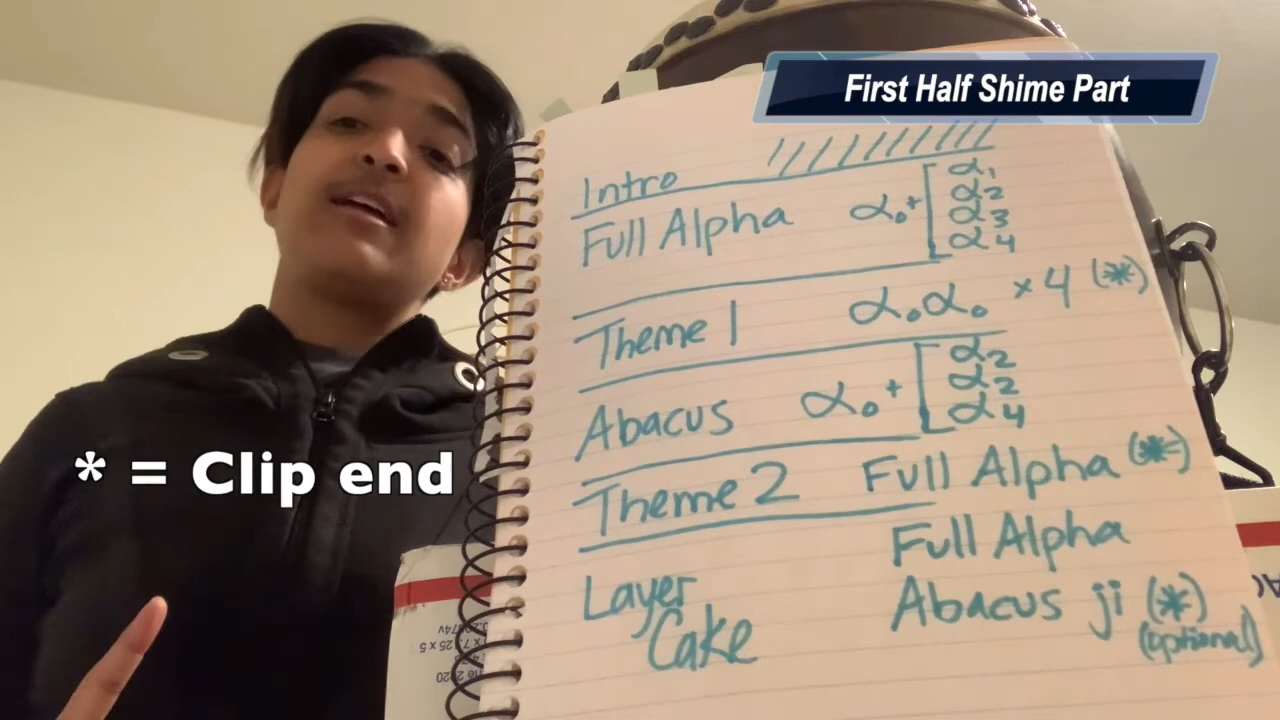 First Half Shime Part
Intro
Full Alpha α₀ + [ α₁
α₂
α₃
α₄
Theme 1 α₀α₀ ×4 (*)
Abacus α₀ + [ α₂
α₂
α₄
* = Clip end
Theme 2 Full Alpha (*)
Full Alpha
Layer Abacus ji (*)
Cake (optional)